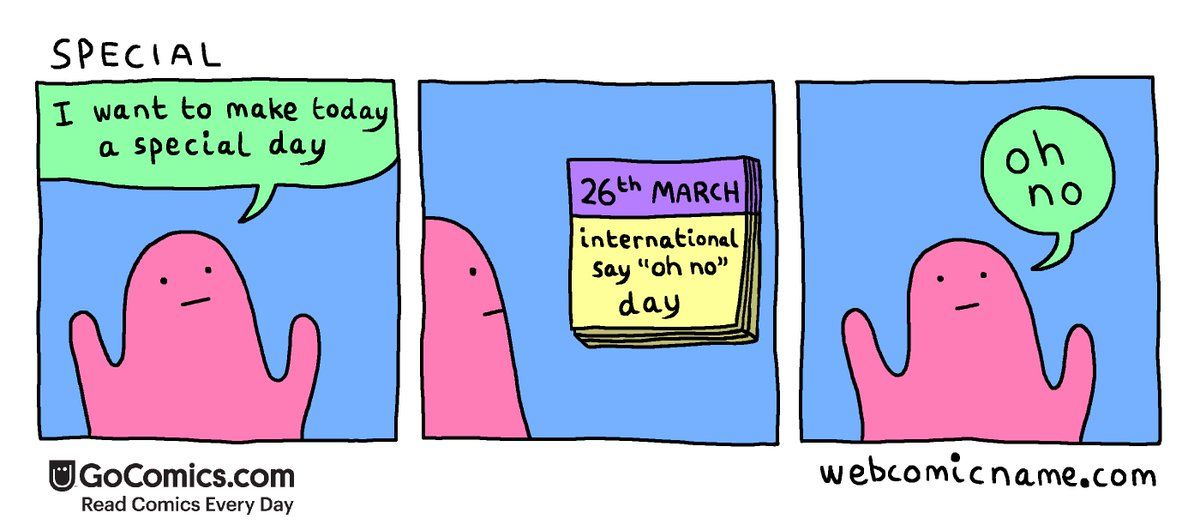 SPECIAL
I want to make today
a special day
26th MARCH
international
say "oh no"
day
oh
no
GoComics.com
Read Comics Every Day
webcomicname.com